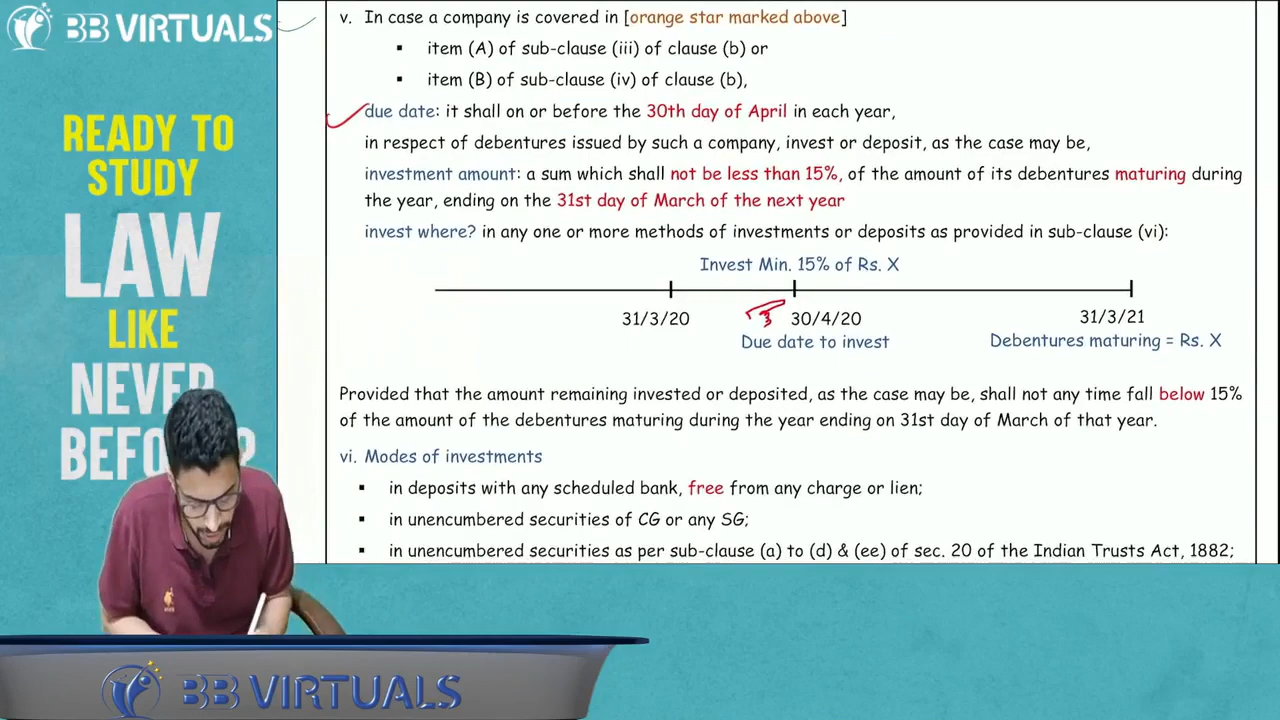 BB VIRTUALS
READY TO
STUDY
LAW
LIKE
NEVER
BEFO ?
v. In case a company is covered in [orange star marked above]
▪ item (A) of sub-clause (iii) of clause (b) or
▪ item (B) of sub-clause (iv) of clause (b),
due date: it shall on or before the 30th day of April in each year,
in respect of debentures issued by such a company, invest or deposit, as the case may be,
investment amount: a sum which shall not be less than 15%, of the amount of its debentures maturing during
the year, ending on the 31st day of March of the next year
invest where? in any one or more methods of investments or deposits as provided in sub-clause (vi):
Invest Min. 15% of Rs. X
31/3/20 30/4/20 31/3/21
Due date to invest Debentures maturing = Rs. X
Provided that the amount remaining invested or deposited, as the case may be, shall not any time fall below 15%
of the amount of the debentures maturing during the year ending on 31st day of March of that year.
vi. Modes of investments
▪ in deposits with any scheduled bank, free from any charge or lien;
▪ in unencumbered securities of CG or any SG;
▪ in unencumbered securities as per sub-clause (a) to (d) & (ee) of sec. 20 of the Indian Trusts Act, 1882;
BB VIRTUALS